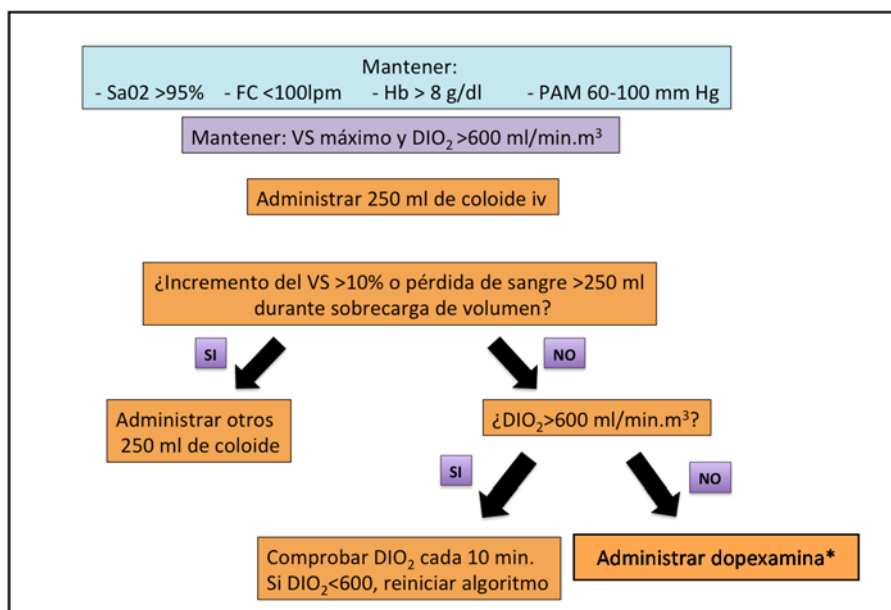 Mantener:
- Sa02 >95% - FC <100lpm - Hb > 8 g/dl - PAM 60-100 mm Hg
Mantener: VS máximo y DIO₂ >600 ml/min.m³
Administrar 250 ml de coloide iv
¿Incremento del VS >10% o pérdida de sangre >250 ml
durante sobrecarga de volumen?
SI
NO
Administrar otros
250 ml de coloide
¿DIO₂>600 ml/min.m³?
SI
NO
Comprobar DIO₂ cada 10 min.
Si DIO₂<600, reiniciar algoritmo
Administrar dopexamina*